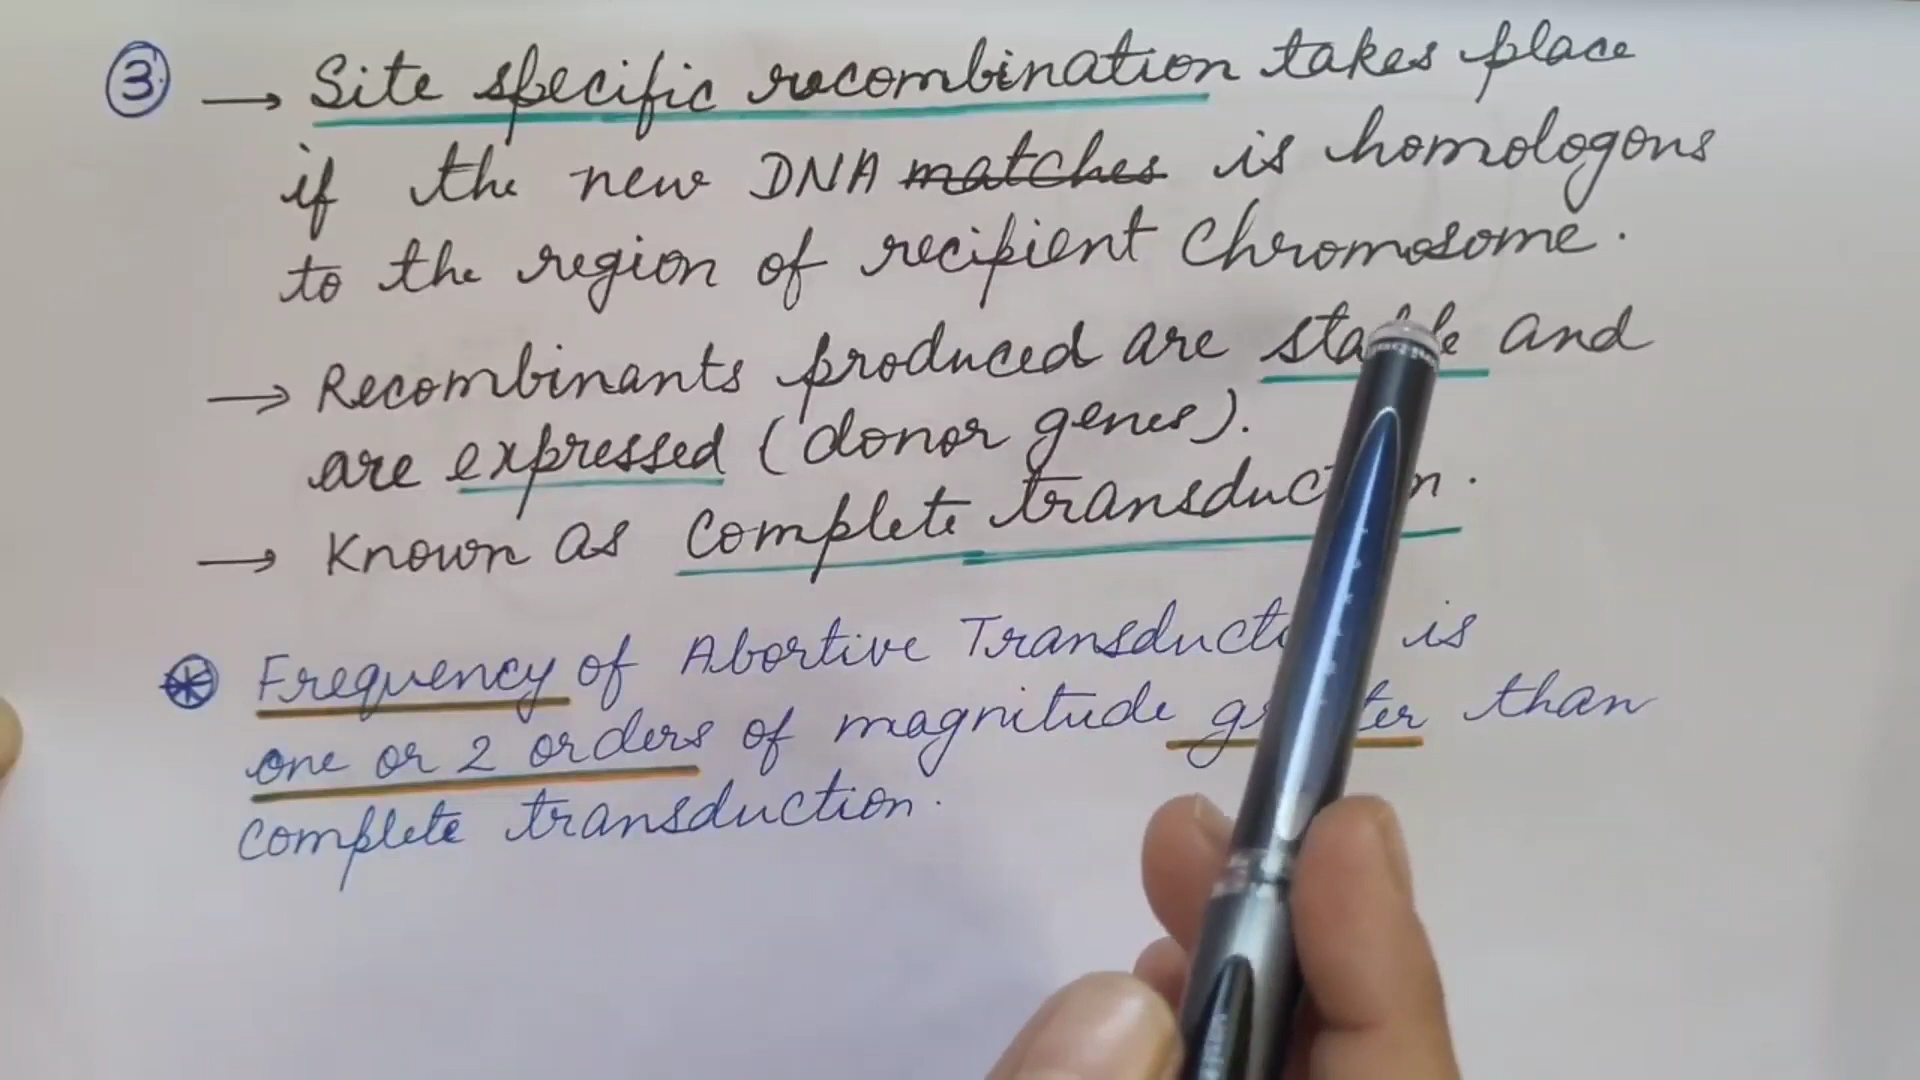 3 → Site specific recombination takes place
if the new DNA matches is homologons
to the region of recipient Chromosome.
→ Recombinants produced are and
are expressed (donor genes).
→ Known as Complete
* Frequency of Abortive is
one or 2 orders of magnitude than
complete transduction.